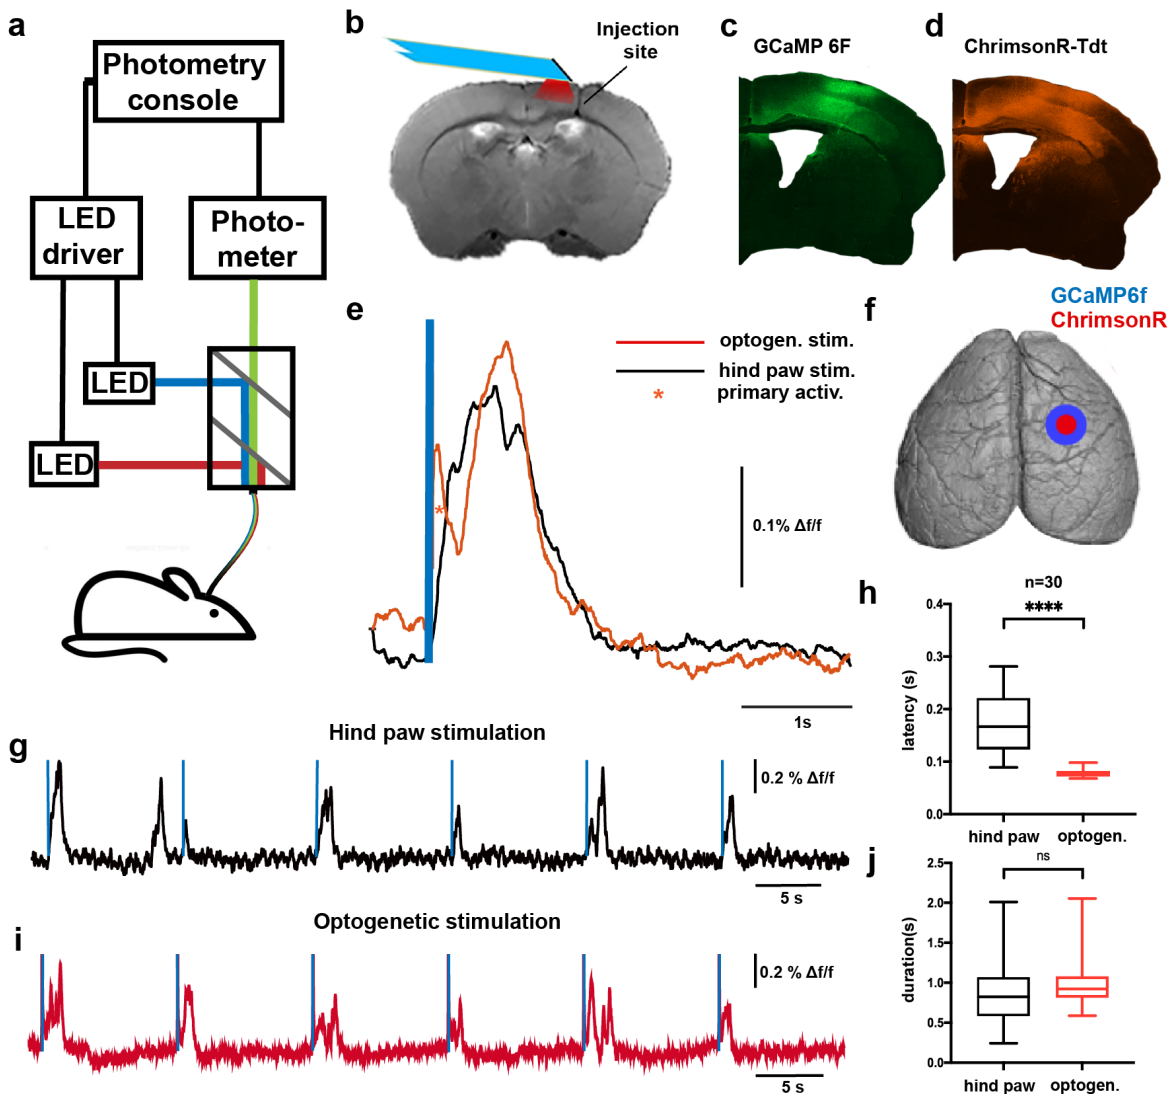 a
Photometry
console
LED
driver
Photo-
meter
LED
LED
b
Injection
site
c
GCaMP 6F
d
ChrimsonR-Tdt
e
optogen. stim.
hind paw stim.
* primary activ.
*
0.1% Δf/f
1s
f
GCaMP6f
ChrimsonR
g
Hind paw stimulation
0.2 % Δf/f
5 s
h
n=30
****
0.4
0.3
0.2
0.1
0.0
latency (s)
hind paw
optogen.
i
Optogenetic stimulation
0.2 % Δf/f
5 s
j
ns
2.5
2.0
1.5
1.0
0.5
0.0
duration(s)
hind paw
optogen.